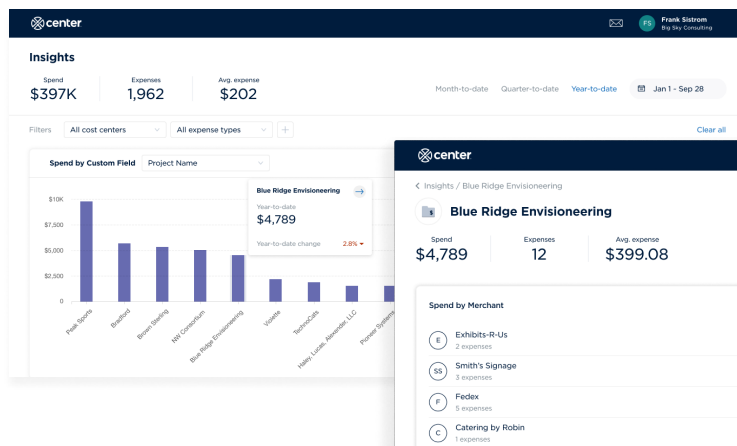 center
FS
Frank Sistrom
Big Sky Consulting
Insights
Spend
Expenses
Avg. expense
$397K
1,962
$202
Month-to-date
Quarter-to-date
Year-to-date
Jan 1 - Sep 28
Filters
All cost centers
All expense types
+
Clear all
Spend by Custom Field
Project Name
$10K
$7,500
$5,000
$2,500
0
Peak Sports
Bradford
Brown Sterling
NW Consortium
Blue Ridge Envisioneering
Violette
TechnoCats
Haley, Lucas, Alexander, LLC
Pioneer Systems
Blue Ridge Envisioneering
Year-to-date
$4,789
Year-to-date change
2.8%
center
Insights / Blue Ridge Envisioneering
$
Blue Ridge Envisioneering
Spend
Expenses
Avg. expense
$4,789
12
$399.08
Spend by Merchant
E
Exhibits-R-Us
2 expenses
SS
Smith's Signage
3 expenses
F
Fedex
5 expenses
C
Catering by Robin
1 expenses